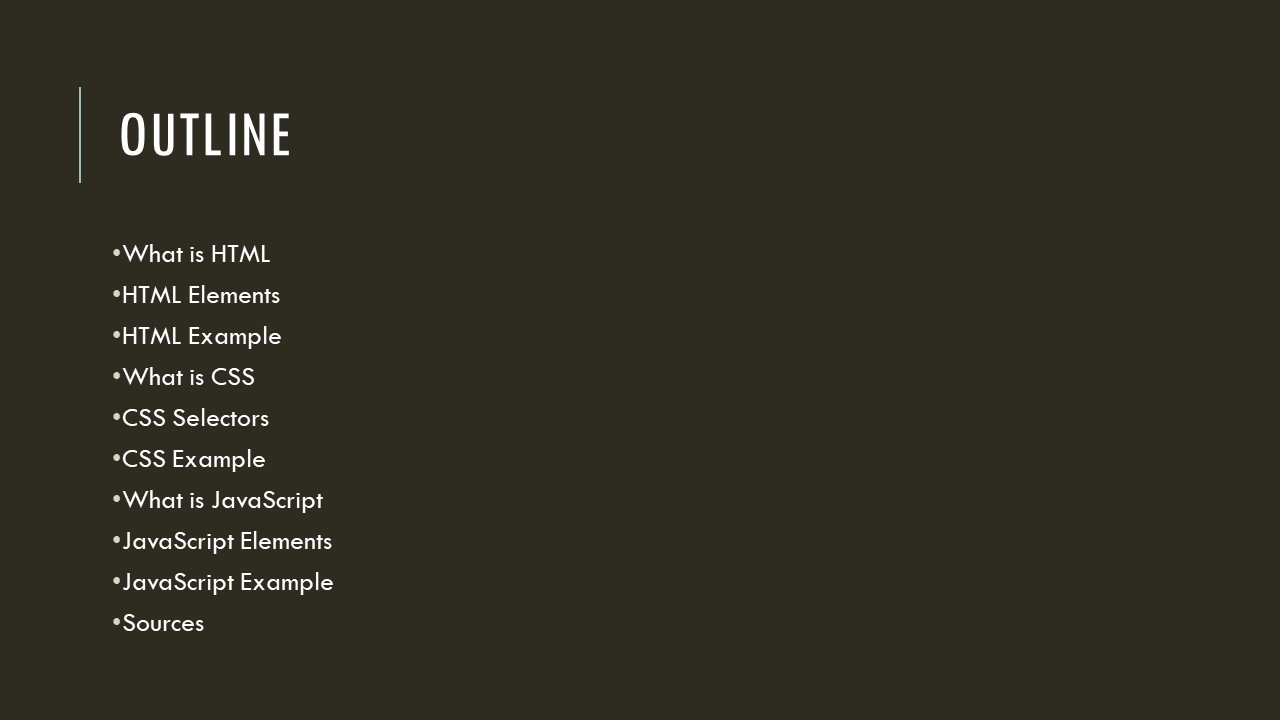 OUTLINE
•What is HTML
•HTML Elements
•HTML Example
•What is CSS
•CSS Selectors
•CSS Example
•What is JavaScript
•JavaScript Elements
•JavaScript Example
•Sources